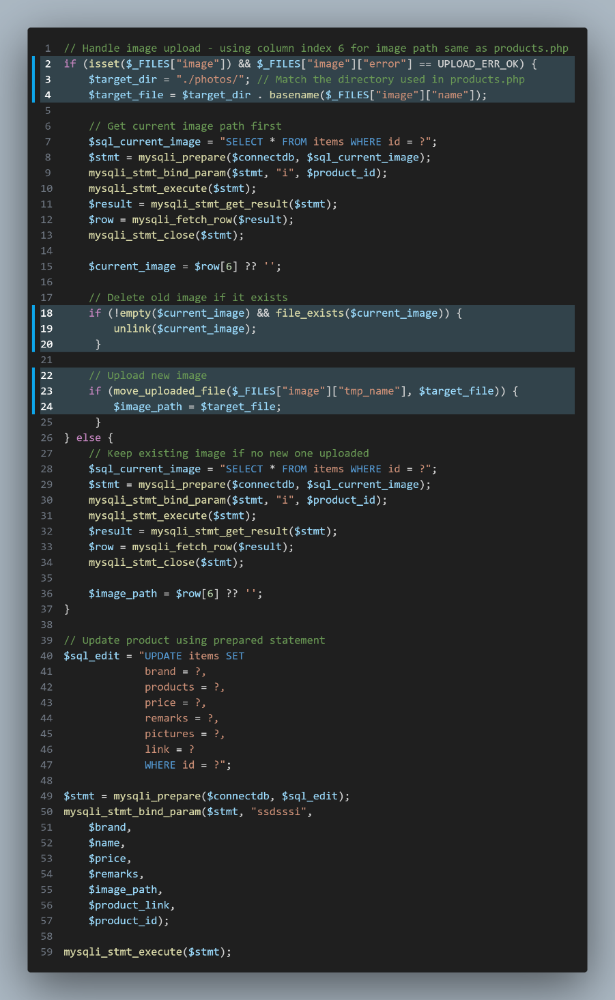 1 // Handle image upload - using column index 6 for image path same as products.php
2 if (isset($_FILES["image"]) && $_FILES["image"]["error"] == UPLOAD_ERR_OK) {
3     $target_dir = "./photos/"; // Match the directory used in products.php
4     $target_file = $target_dir . basename($_FILES["image"]["name"]);
5
6     // Get current image path first
7     $sql_current_image = "SELECT * FROM items WHERE id = ?";
8     $stmt = mysqli_prepare($connectdb, $sql_current_image);
9     mysqli_stmt_bind_param($stmt, "i", $product_id);
10     mysqli_stmt_execute($stmt);
11     $result = mysqli_stmt_get_result($stmt);
12     $row = mysqli_fetch_row($result);
13     mysqli_stmt_close($stmt);
14
15     $current_image = $row[6] ?? '';
16
17     // Delete old image if it exists
18     if (!empty($current_image) && file_exists($current_image)) {
19         unlink($current_image);
20      }
21
22     // Upload new image
23     if (move_uploaded_file($_FILES["image"]["tmp_name"], $target_file)) {
24         $image_path = $target_file;
25      }
26 } else {
27     // Keep existing image if no new one uploaded
28     $sql_current_image = "SELECT * FROM items WHERE id = ?";
29     $stmt = mysqli_prepare($connectdb, $sql_current_image);
30     mysqli_stmt_bind_param($stmt, "i", $product_id);
31     mysqli_stmt_execute($stmt);
32     $result = mysqli_stmt_get_result($stmt);
33     $row = mysqli_fetch_row($result);
34     mysqli_stmt_close($stmt);
35
36     $image_path = $row[6] ?? '';
37 }
38
39 // Update product using prepared statement
40 $sql_edit = "UPDATE items SET
41              brand = ?,
42              products = ?,
43              price = ?,
44              remarks = ?,
45              pictures = ?,
46              link = ?
47              WHERE id = ?";
48
49 $stmt = mysqli_prepare($connectdb, $sql_edit);
50 mysqli_stmt_bind_param($stmt, "ssdsssi",
51     $brand,
52     $name,
53     $price,
54     $remarks,
55     $image_path,
56     $product_link,
57     $product_id);
58
59 mysqli_stmt_execute($stmt);